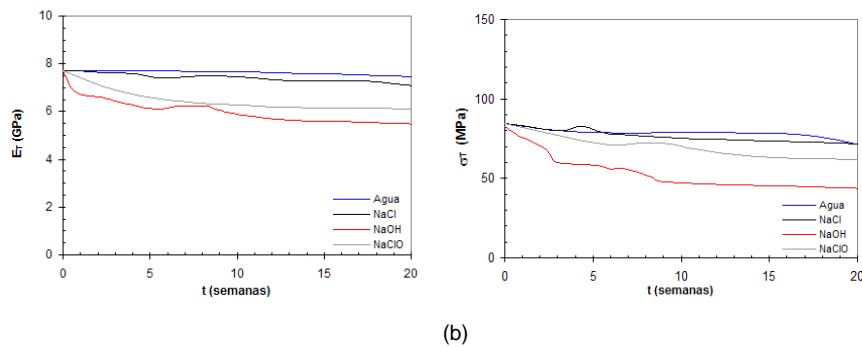 10
8
6
4
2
0
E_T (GPa)
0 5 10 15 20
t (semanas)
Agua
NaCl
NaOH
NaClO
150
100
50
0
σ_T (MPa)
0 5 10 15 20
t (semanas)
Agua
NaCl
NaOH
NaClO
(b)